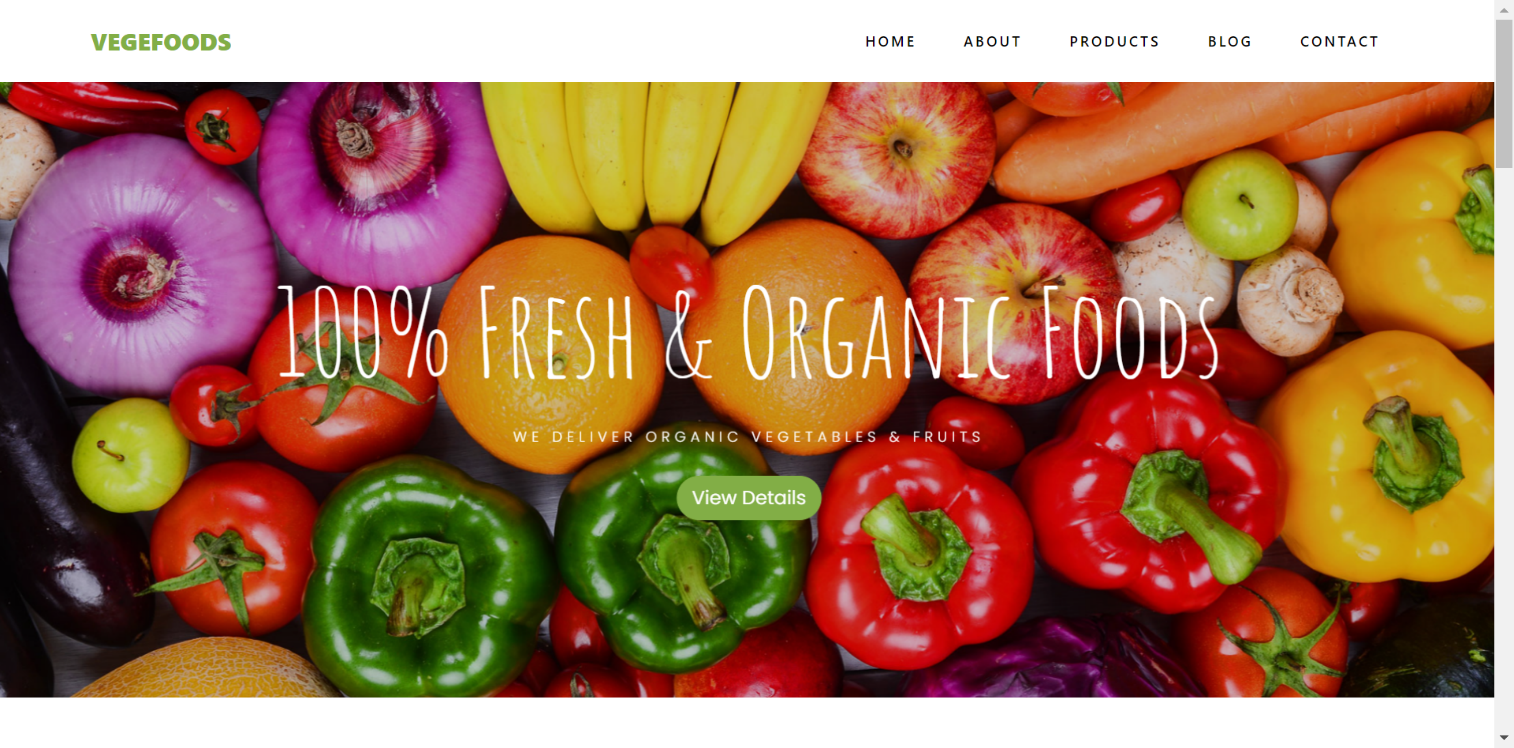 VEGEFOODS
HOME ABOUT PRODUCTS BLOG CONTACT
100% FRESH & ORGANIC FOODS
WE DELIVER ORGANIC VEGETABLES & FRUITS
View Details